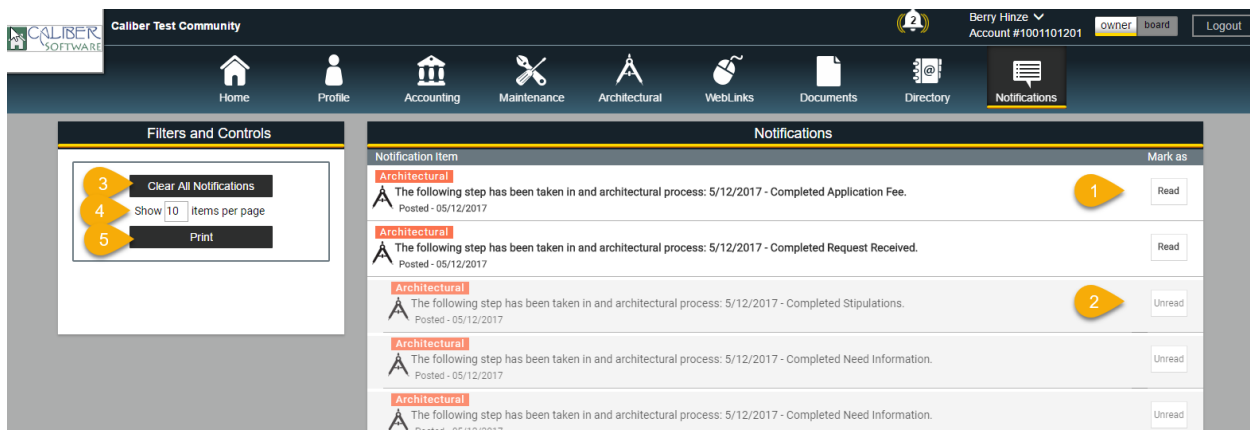 CALIBER
SOFTWARE
Caliber Test Community
2
Berry Hinze
Account #1001101201
owner board
Logout
Home Profile Accounting Maintenance Architectural WebLinks Documents Directory Notifications
Filters and Controls
3 Clear All Notifications
4 Show 10 items per page
5 Print
Notifications
Notification Item Mark as
Architectural
The following step has been taken in and architectural process: 5/12/2017 - Completed Application Fee. 1 Read
Posted - 05/12/2017
Architectural
The following step has been taken in and architectural process: 5/12/2017 - Completed Request Received. Read
Posted - 05/12/2017
Architectural
The following step has been taken in and architectural process: 5/12/2017 - Completed Stipulations. 2 Unread
Posted - 05/12/2017
Architectural
The following step has been taken in and architectural process: 5/12/2017 - Completed Need Information. Unread
Posted - 05/12/2017
Architectural
The following step has been taken in and architectural process: 5/12/2017 - Completed Need Information. Unread
Posted - 05/12/2017